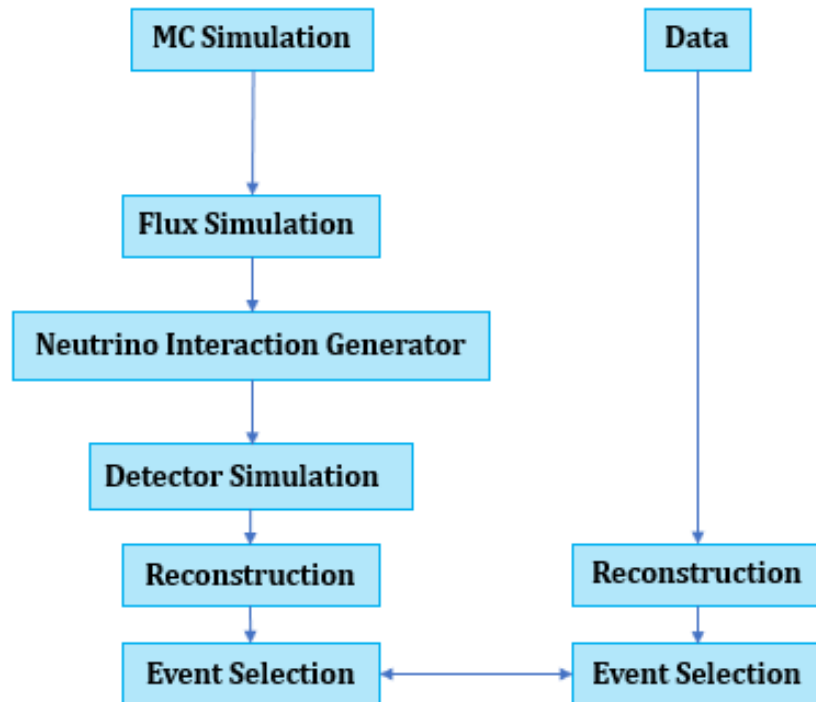 MC Simulation
Data
Flux Simulation
Neutrino Interaction Generator
Detector Simulation
Reconstruction
Reconstruction
Event Selection
Event Selection